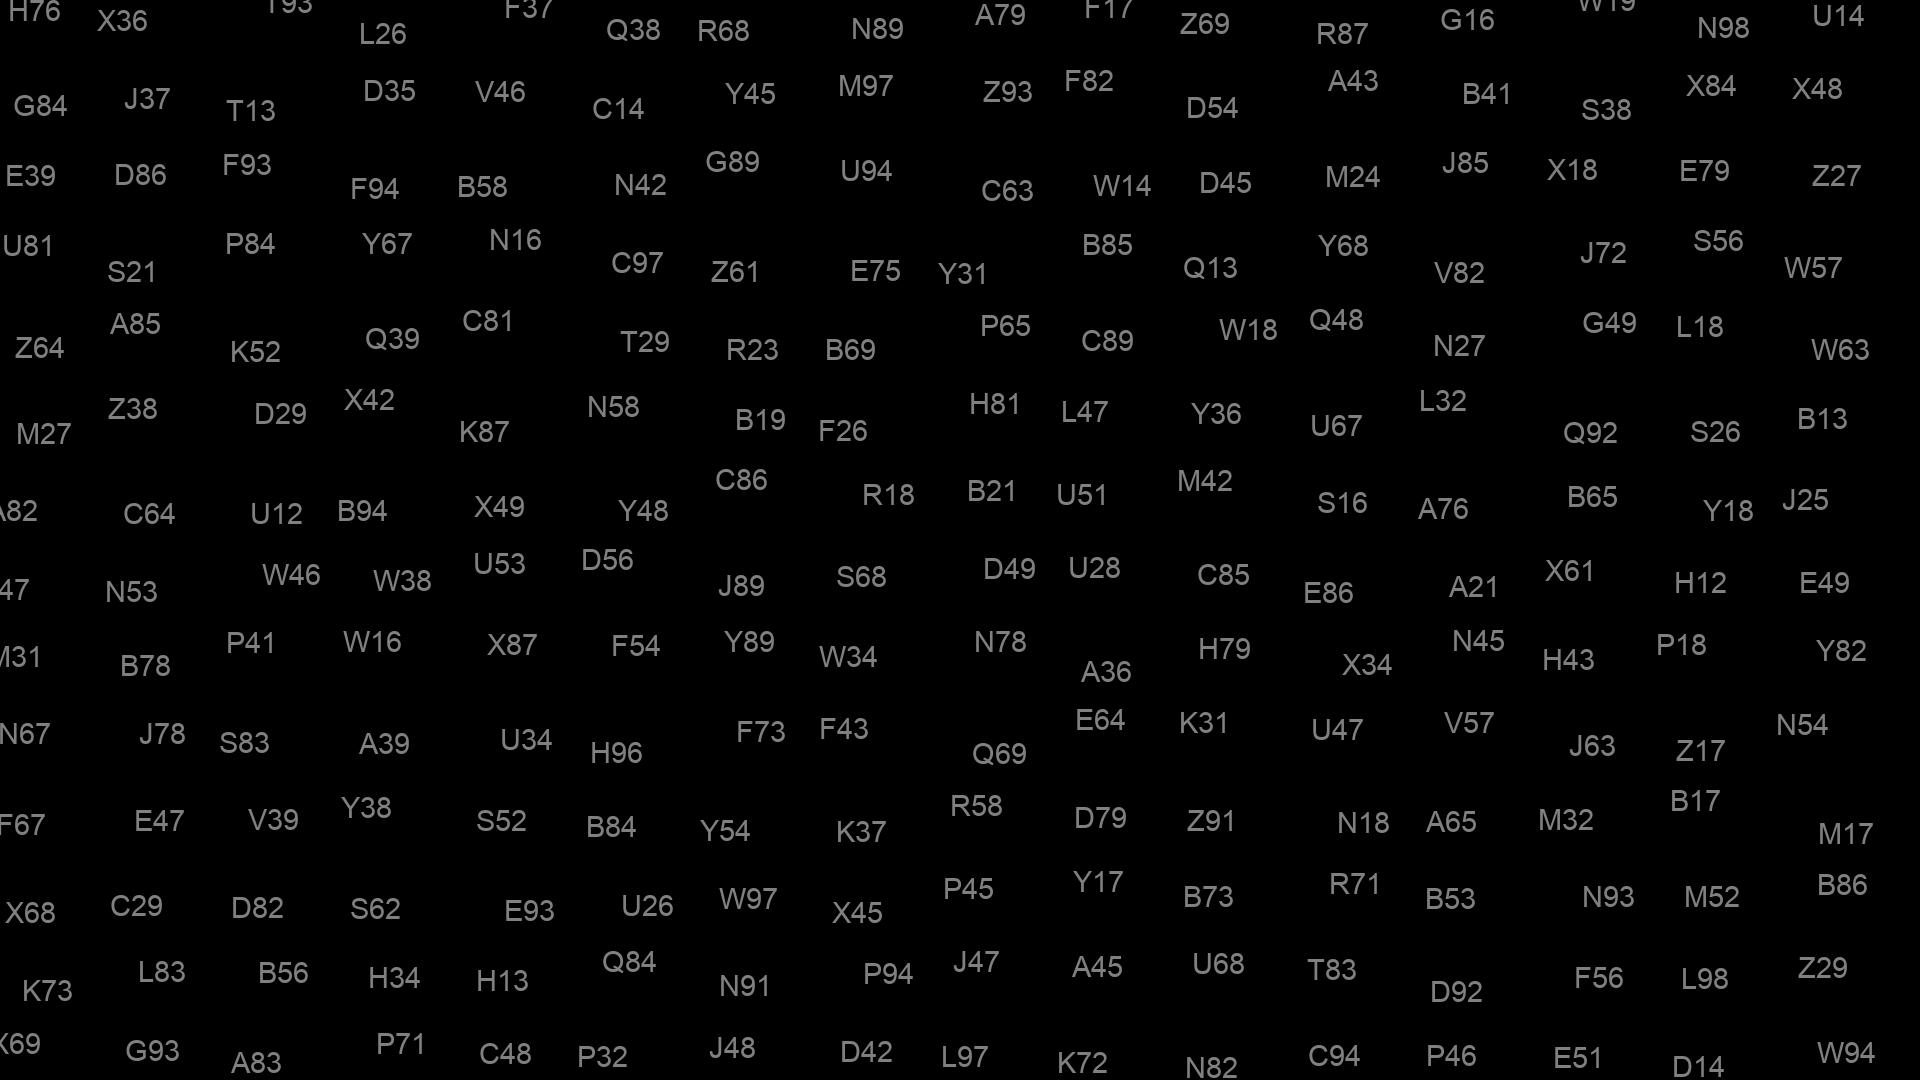 H76 X36 T93 L26 F37 Q38 R68 N89 A79 F17 Z69 R87 G16 W19 N98 U14
G84 J37 T13 D35 V46 C14 Y45 M97 Z93 F82 D54 A43 B41 S38 X84 X48
E39 D86 F93 F94 B58 N42 G89 U94 C63 W14 D45 M24 J85 X18 E79 Z27
U81 S21 P84 Y67 N16 C97 Z61 E75 Y31 B85 Q13 Y68 V82 J72 S56 W57
Z64 A85 K52 Q39 C81 T29 R23 B69 P65 C89 W18 Q48 N27 G49 L18 W63
M27 Z38 D29 X42 K87 N58 B19 F26 H81 L47 Y36 U67 L32 Q92 S26 B13
A82 C64 U12 B94 X49 Y48 C86 R18 B21 U51 M42 S16 A76 B65 Y18 J25
47 N53 W46 W38 U53 D56 J89 S68 D49 U28 C85 E86 A21 X61 H12 E49
M31 B78 P41 W16 X87 F54 Y89 W34 N78 A36 H79 X34 N45 H43 P18 Y82
N67 J78 S83 A39 U34 H96 F73 F43 Q69 E64 K31 U47 V57 J63 Z17 N54
F67 E47 V39 Y38 S52 B84 Y54 K37 R58 D79 Z91 N18 A65 M32 B17 M17
X68 C29 D82 S62 E93 U26 W97 X45 P45 Y17 B73 R71 B53 N93 M52 B86
K73 L83 B56 H34 H13 Q84 N91 P94 J47 A45 U68 T83 D92 F56 L98 Z29
X69 G93 A83 P71 C48 P32 J48 D42 L97 K72 N82 C94 P46 E51 D14 W94